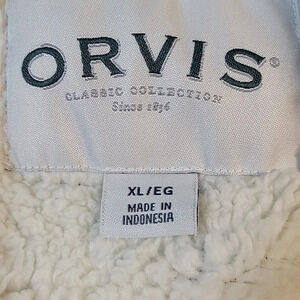 ORVIS®
CLASSIC COLLECTION
Since 1856
XL/EG
MADE IN
INDONESIA